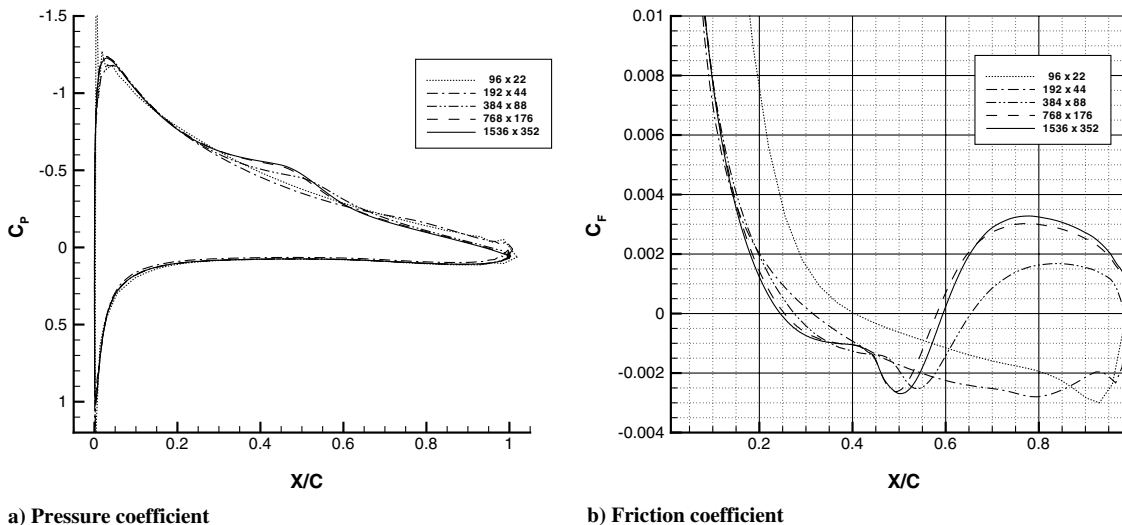 -1.5
-1
-0.5
0
0.5
1
C_P
0
0.2
0.4
0.6
0.8
1
X/C
96 x 22
192 x 44
384 x 88
768 x 176
1536 x 352
a) Pressure coefficient
0.01
0.008
0.006
0.004
0.002
0
-0.002
-0.004
C_F
0.2
0.4
0.6
0.8
X/C
96 x 22
192 x 44
384 x 88
768 x 176
1536 x 352
b) Friction coefficient